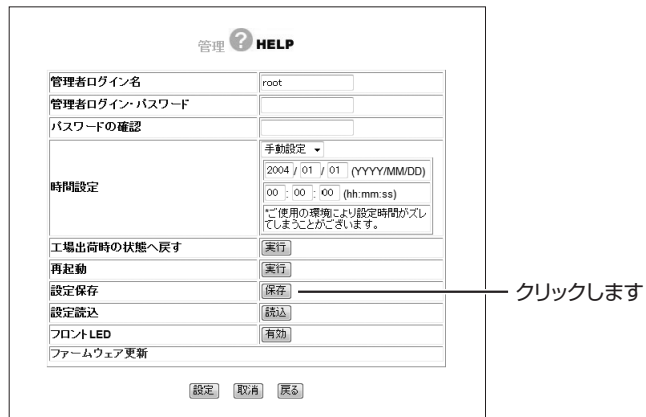 管理 ? HELP
管理者ログイン名 root
管理者ログイン・パスワード
パスワードの確認
時間設定 手動設定
2004 / 01 / 01 (YYYY/MM/DD)
00 : 00 : 00 (hh:mm:ss)
*ご使用の環境により設定時間がズレ
てしまうことがございます。
工場出荷時の状態へ戻す 実行
再起動 実行
設定保存 保存 クリックします
設定読込 読込
フロントLED 有効
ファームウェア更新
設定 取消 戻る